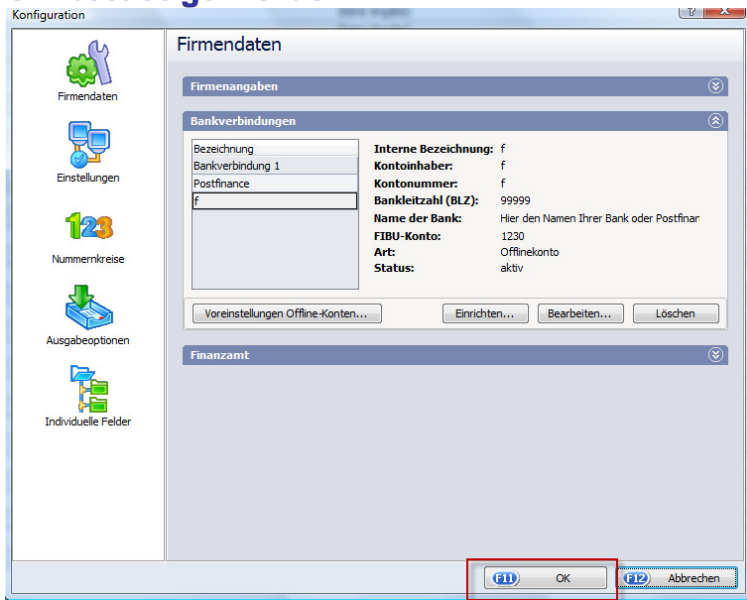 Konfiguration
Firmendaten
Einstellungen
Nummernkreise
Ausgabeoptionen
Individuelle Felder
Firmendaten
Firmenangaben
Bankverbindungen
Bezeichnung
Bankverbindung 1
Postfinance
f
Interne Bezeichnung: f
Kontoinhaber: f
Kontonummer: f
Bankleitzahl (BLZ): 99999
Name der Bank: Hier den Namen Ihrer Bank oder Postfinar
FIBU-Konto: 1230
Art: Offlinekonto
Status: aktiv
Voreinstellungen Offline-Konten... Einrichten... Bearbeiten... Löschen
Finanzamt
F11 OK F12 Abbrechen